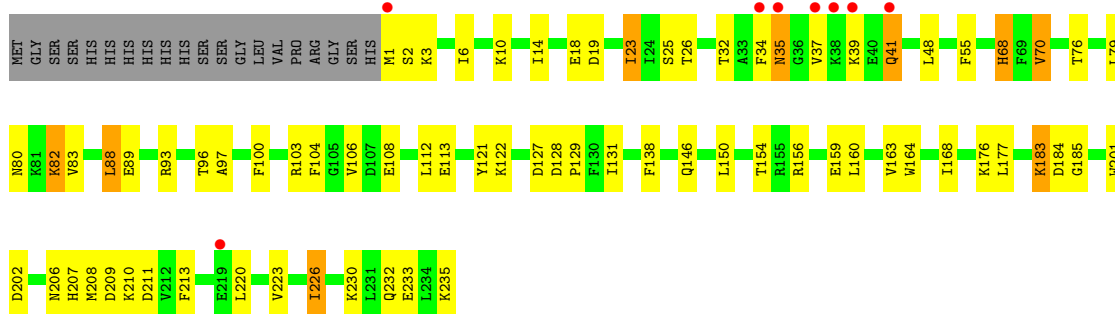 MET GLY SER SER HIS HIS HIS HIS HIS HIS SER SER GLY LEU VAL PRO ARG GLY SER HIS M1 S2 K3 I6 K10 I14 E18 D19 I23 I24 S25 T26 T32 A33 F34 N35 G36 V37 K38 K39 E40 Q41 L48 F55 H68 F69 V70 T76
N80 K81 K82 V83 L88 E89 R93 T96 A97 F100 R103 F104 G105 V106 D107 E108 L112 E113 Y121 K122 D127 D128 P129 F130 I131 F138 Q146 L150 T154 R155 R156 E159 L160 V163 W164 I168 K176 L177 K183 D184 G185 W201
D202 N206 H207 M208 D209 K210 D211 V212 F213 E219 L220 V223 I226 K230 L231 Q232 E233 L234 K235